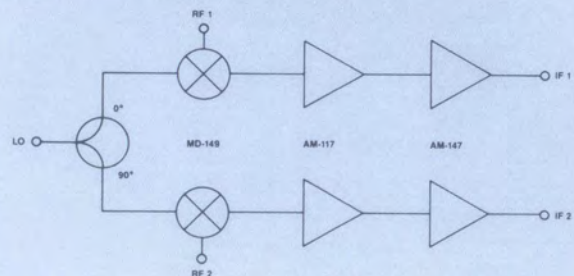 RF 1
IF 1
0°
LO
MD-149
AM-117
AM-147
90°
IF 2
RF 2